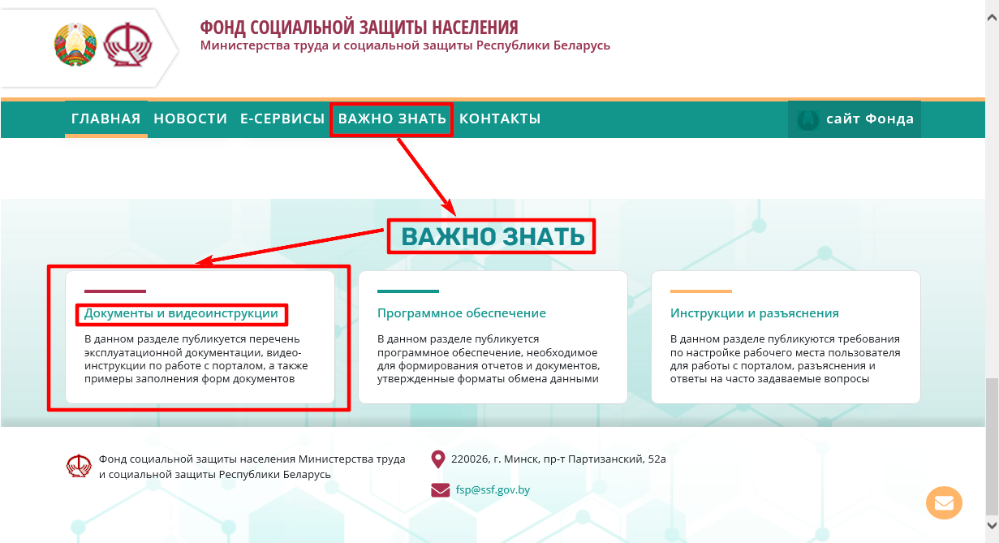 ФОНД СОЦИАЛЬНОЙ ЗАЩИТЫ НАСЕЛЕНИЯ
Министерства труда и социальной защиты Республики Беларусь
ГЛАВНАЯ НОВОСТИ Е-СЕРВИСЫ ВАЖНО ЗНАТЬ КОНТАКТЫ сайт Фонда
ВАЖНО ЗНАТЬ
Документы и видеоинструкции
В данном разделе публикуется перечень
эксплуатационной документации, видео-
инструкции по работе с порталом, а также
примеры заполнения форм документов
Программное обеспечение
В данном разделе публикуется
программное обеспечение, необходимое
для формирования отчетов и документов,
утвержденные форматы обмена данными
Инструкции и разъяснения
В данном разделе публикуются требования
по настройке рабочего места пользователя
для работы с порталом, разъяснения и
ответы на часто задаваемые вопросы
Фонд социальной защиты населения Министерства труда
и социальной защиты Республики Беларусь
220026, г. Минск, пр-т Партизанский, 52а
fsp@ssf.gov.by